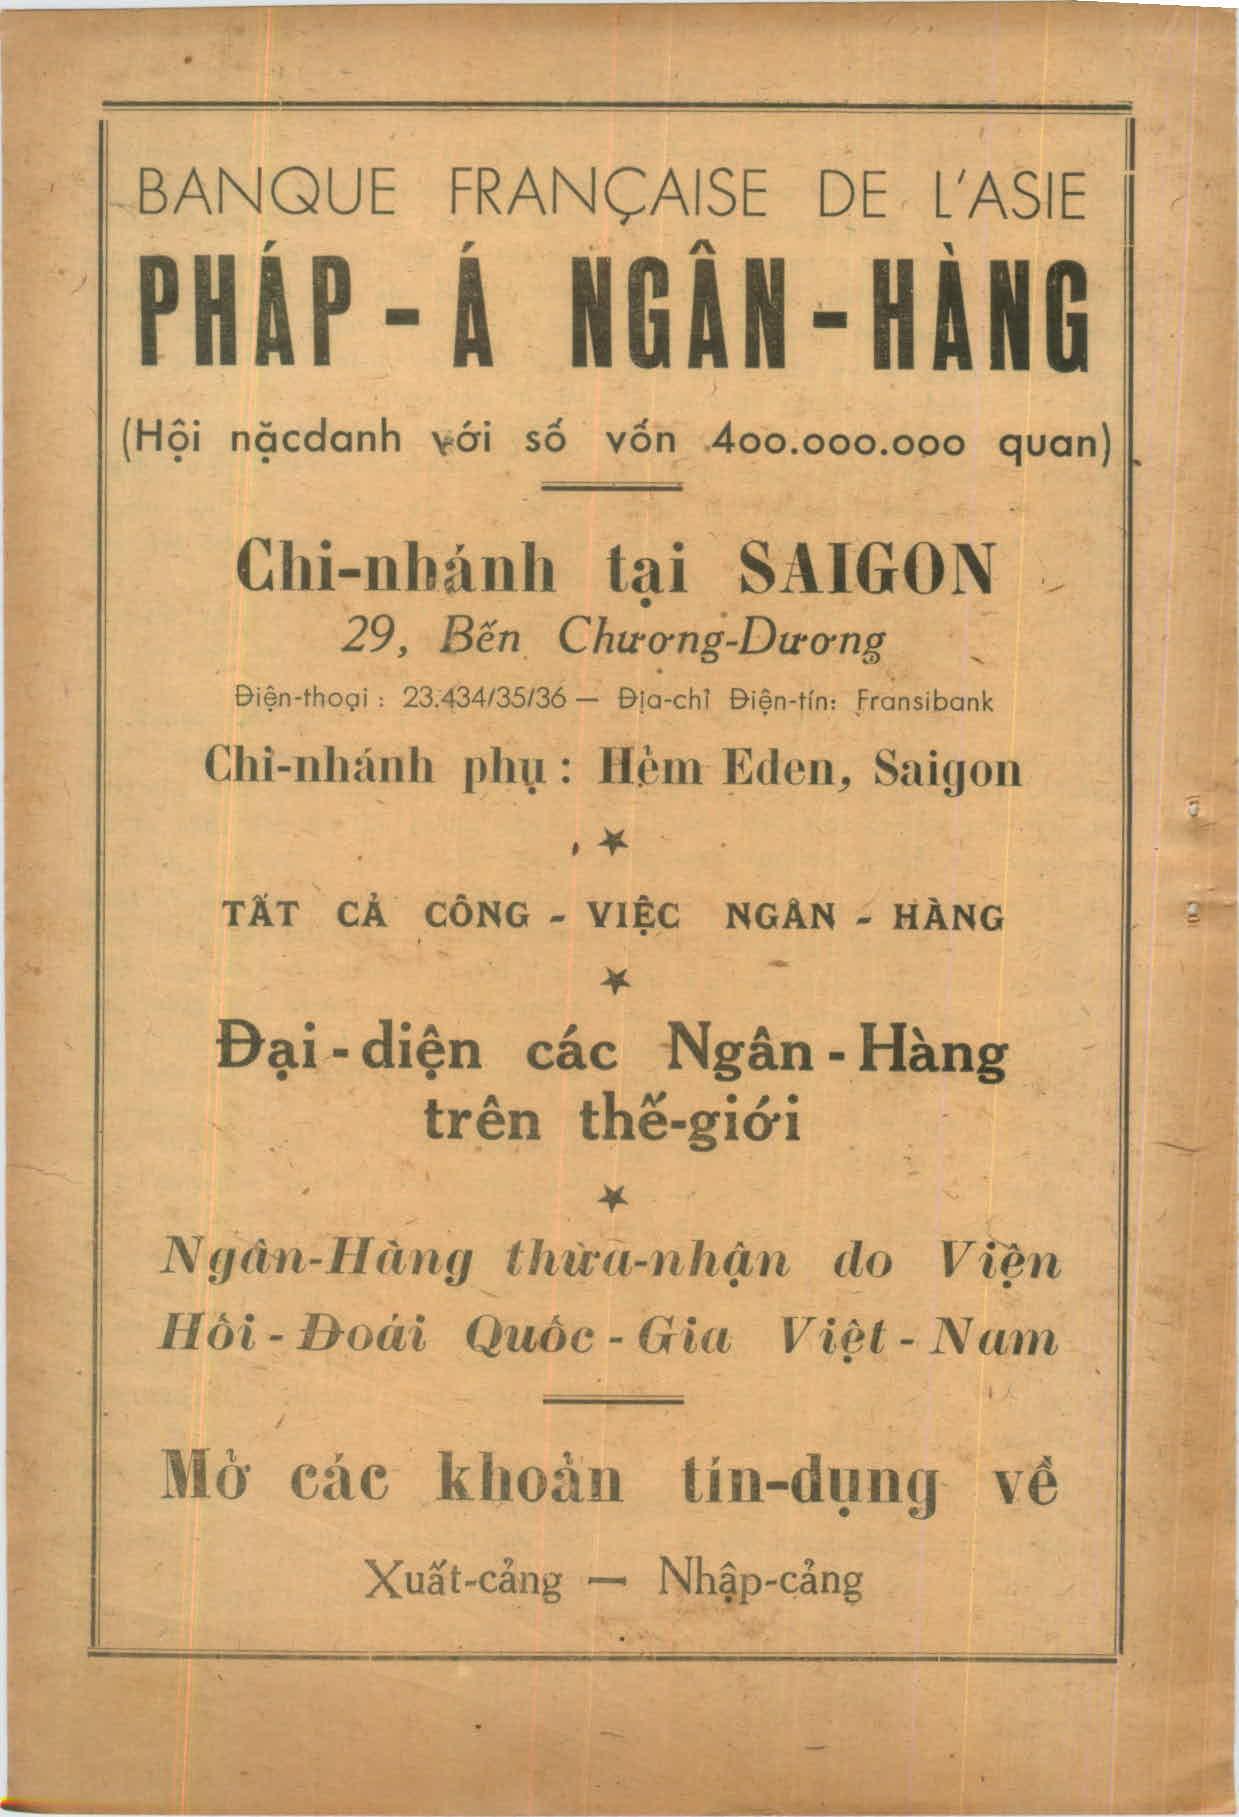 BANQUE FRANÇAISE DE L'ASIE
PHÁP - Á NGÂN - HÀNG
(Hội nặcdanh với số vốn 400.000.000 quan)
Chi-nhánh tại SAIGON
29, Bến Chương-Dương
Điện-thoại : 23.434/35/36 — Địa-chỉ Điện-tín: Fransibank
Chi-nhánh phụ : Hẻm Eden, Saigon
TẤT CẢ CÔNG - VIỆC NGÂN - HÀNG
Đại - diện các Ngân - Hàng
trên thế-giới
Ngân-Hàng thừa-nhận do Viện
Hối - Đoái Quốc - Gia Việt - Nam
Mở các khoản tín-dụng về
Xuất-cảng — Nhập-cảng